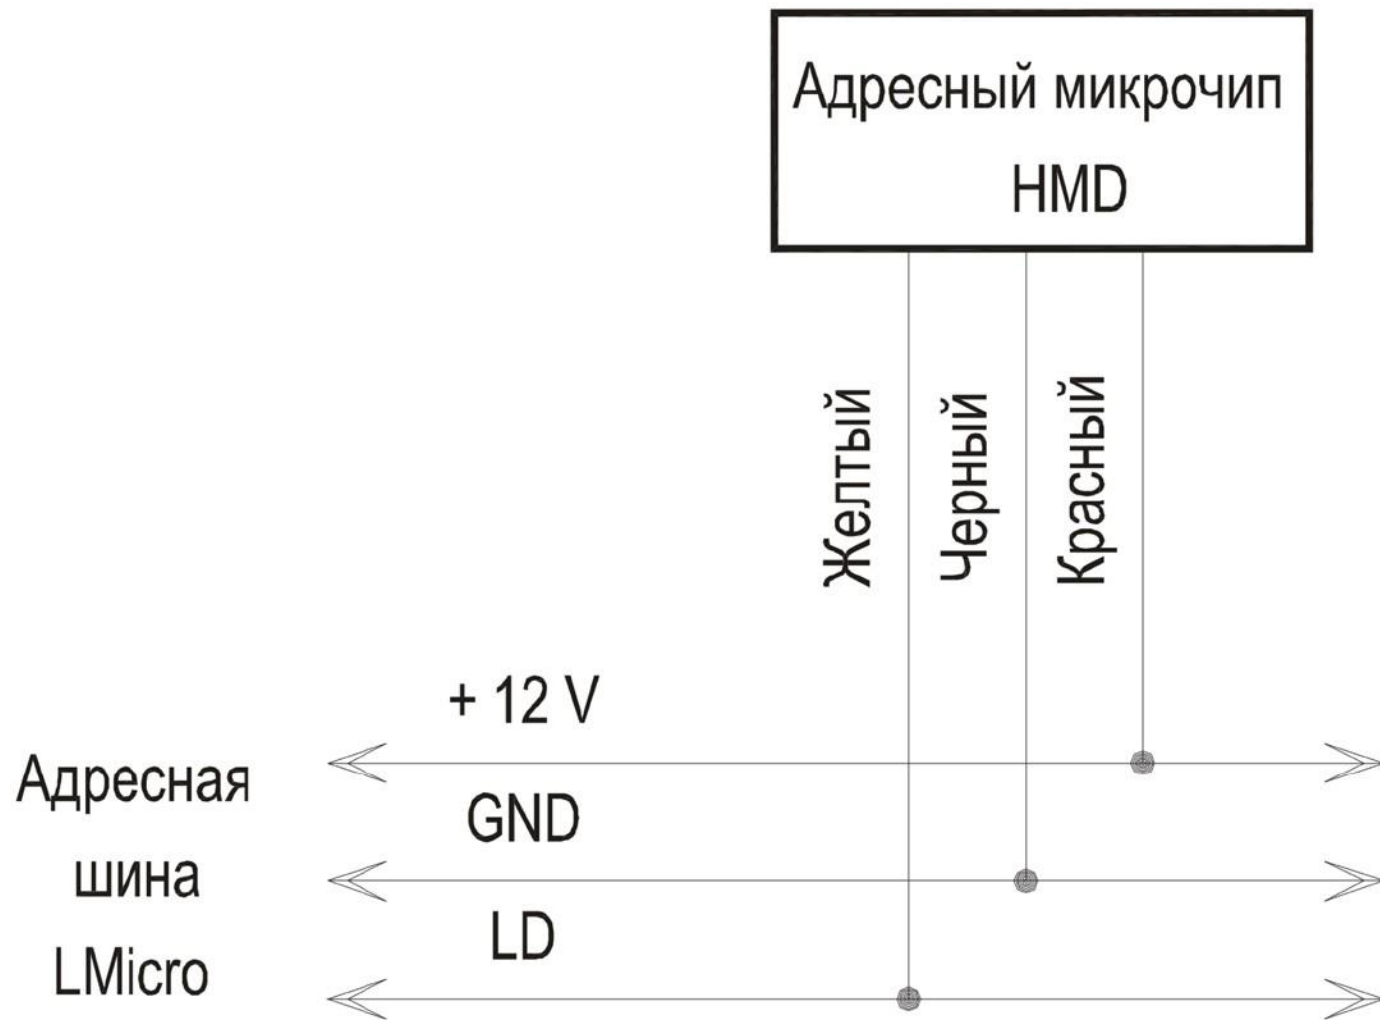 Адресный микрочип
HMD
Желтый
Черный
Красный
+ 12 V
GND
LD
Адресная
шина
LMicro